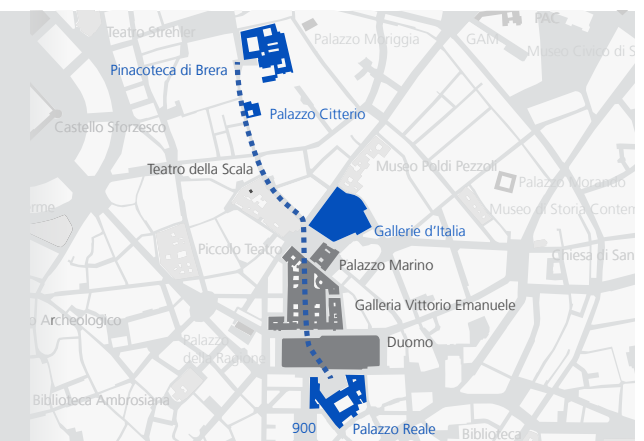 PAC
Teatro Strehler
Palazzo Moriggia
GAM
Museo Civico di S
Pinacoteca di Brera
Palazzo Citterio
Castello Sforzesco
Teatro della Scala
Museo Poldi Pezzoli
Palazzo Morando
rme
Museo di Storia Contem
Gallerie d'Italia
Piccolo Teatro
Chiesa di San
Palazzo Marino
Galleria Vittorio Emanuele
o Archeologico
Palazzo
della Ragione
Duomo
Biblioteca Ambrosiana
900
Palazzo Reale
Biblioteca